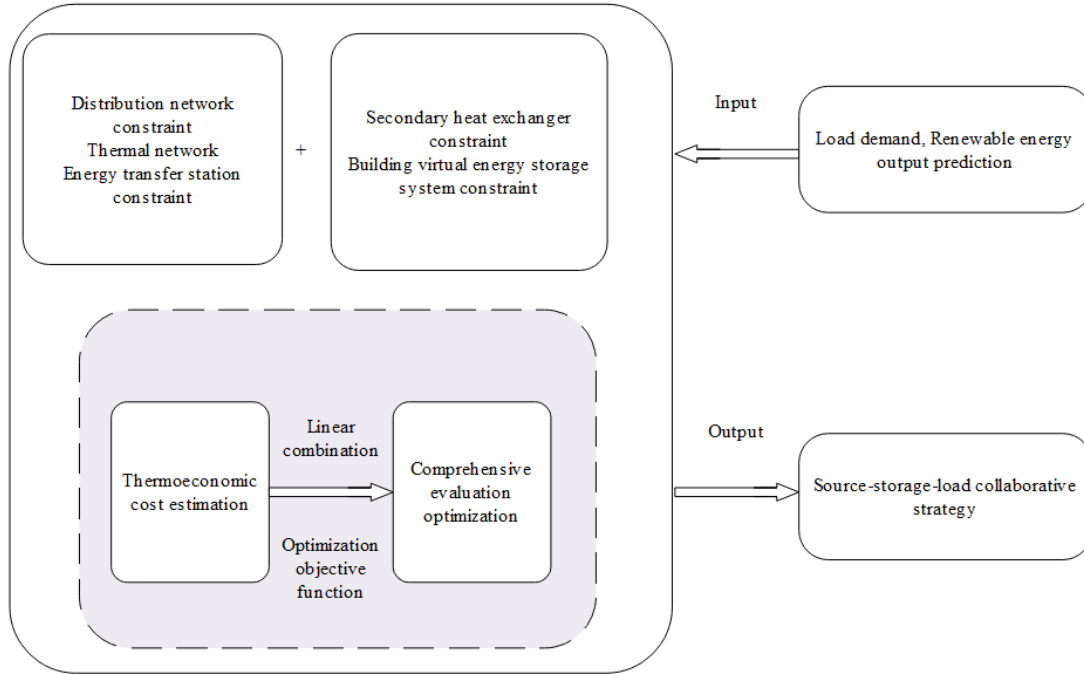 Distribution network
constraint
Thermal network
Energy transfer station
constraint
+
Secondary heat exchanger
constraint
Building virtual energy storage
system constraint
Input
Load demand, Renewable energy
output prediction
Thermoeconomic
cost estimation
Linear
combination
Optimization
objective
function
Comprehensive
evaluation
optimization
Output
Source-storage-load collaborative
strategy